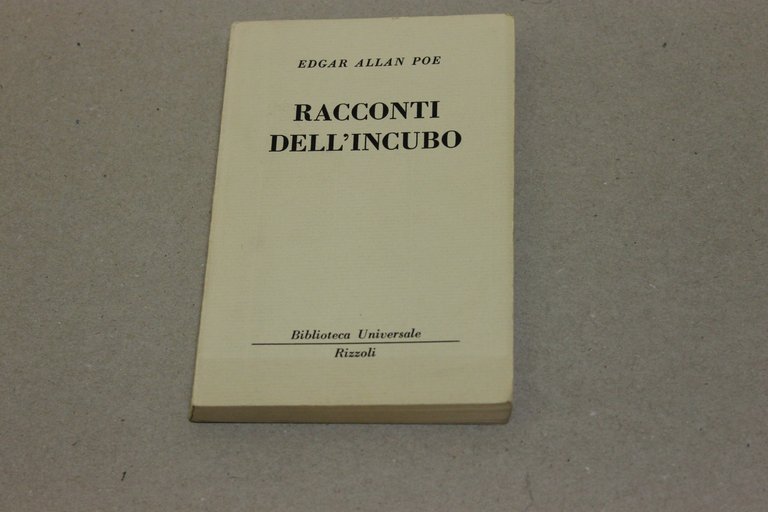 EDGAR ALLAN POE
RACCONTI
DELL'INCUBO
Biblioteca Universale
Rizzoli